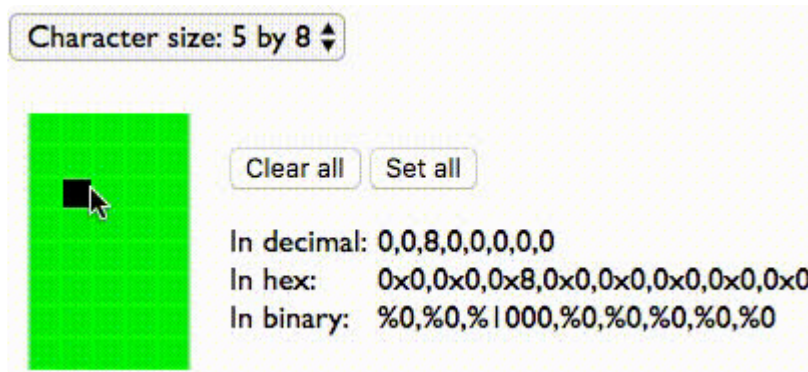 Character size: 5 by 8
Clear all Set all
In decimal: 0,0,8,0,0,0,0,0
In hex: 0x0,0x0,0x8,0x0,0x0,0x0,0x0,0x0
In binary: %0,%0,%1000,%0,%0,%0,%0,%0